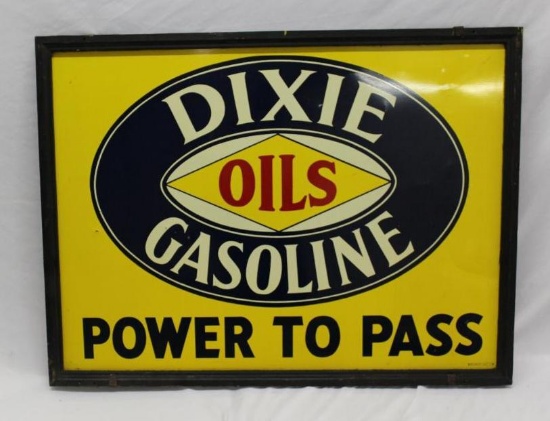 DIXIE
OILS
GASOLINE
POWER TO PASS